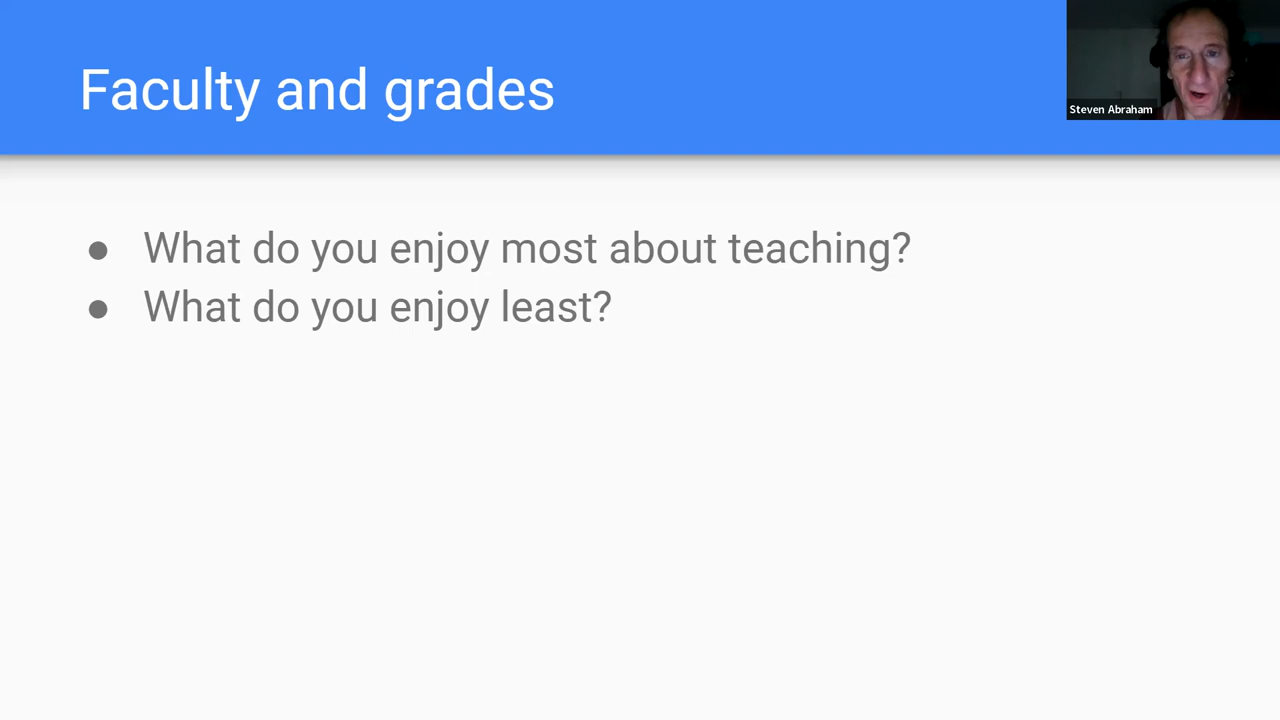 Faculty and grades
Steven Abraham
● What do you enjoy most about teaching?
● What do you enjoy least?